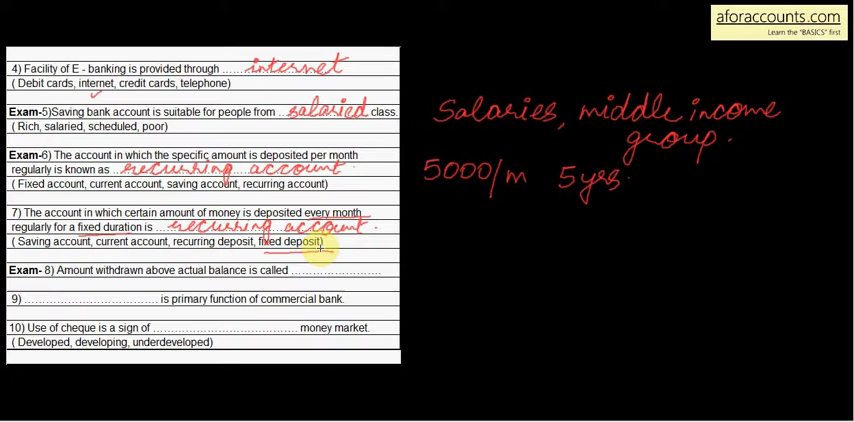 aforaccounts.com
Learn the "BASICS" first
4) Facility of E - banking is provided through ……internet
( Debit cards, internet, credit cards, telephone)
Exam-5)Saving bank account is suitable for people from …salaried class.
( Rich, salaried, scheduled, poor)
Exam-6) The account in which the specific amount is deposited per month
regularly is known as …recurring account.
(Fixed account, current account, saving account, recurring account)
7) The account in which certain amount of money is deposited every month
regularly for a fixed duration is …recurring account.
( Saving account, current account, recurring deposit, fixed deposit)
Exam- 8) Amount withdrawn above actual balance is called ……………………
9) ……………………………. is primary function of commercial bank.
10) Use of cheque is a sign of ………………………………. money market.
( Developed, developing, underdeveloped)
Salaries, middle income
group.
5000/m 5yrs.